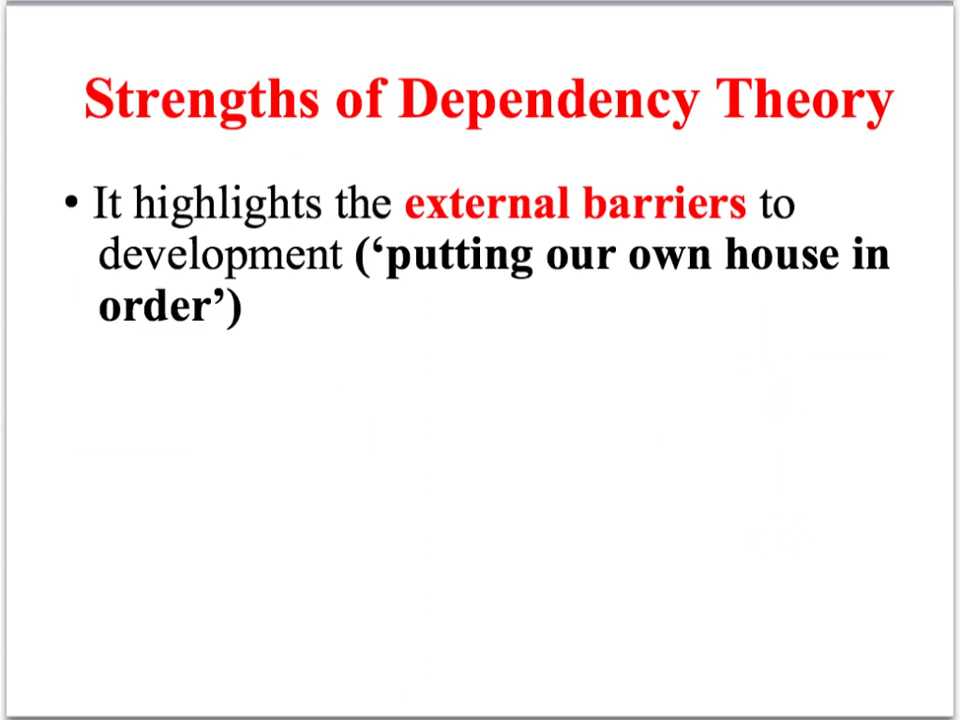 Strengths of Dependency Theory
• It highlights the external barriers to
development (‘putting our own house in
order’)